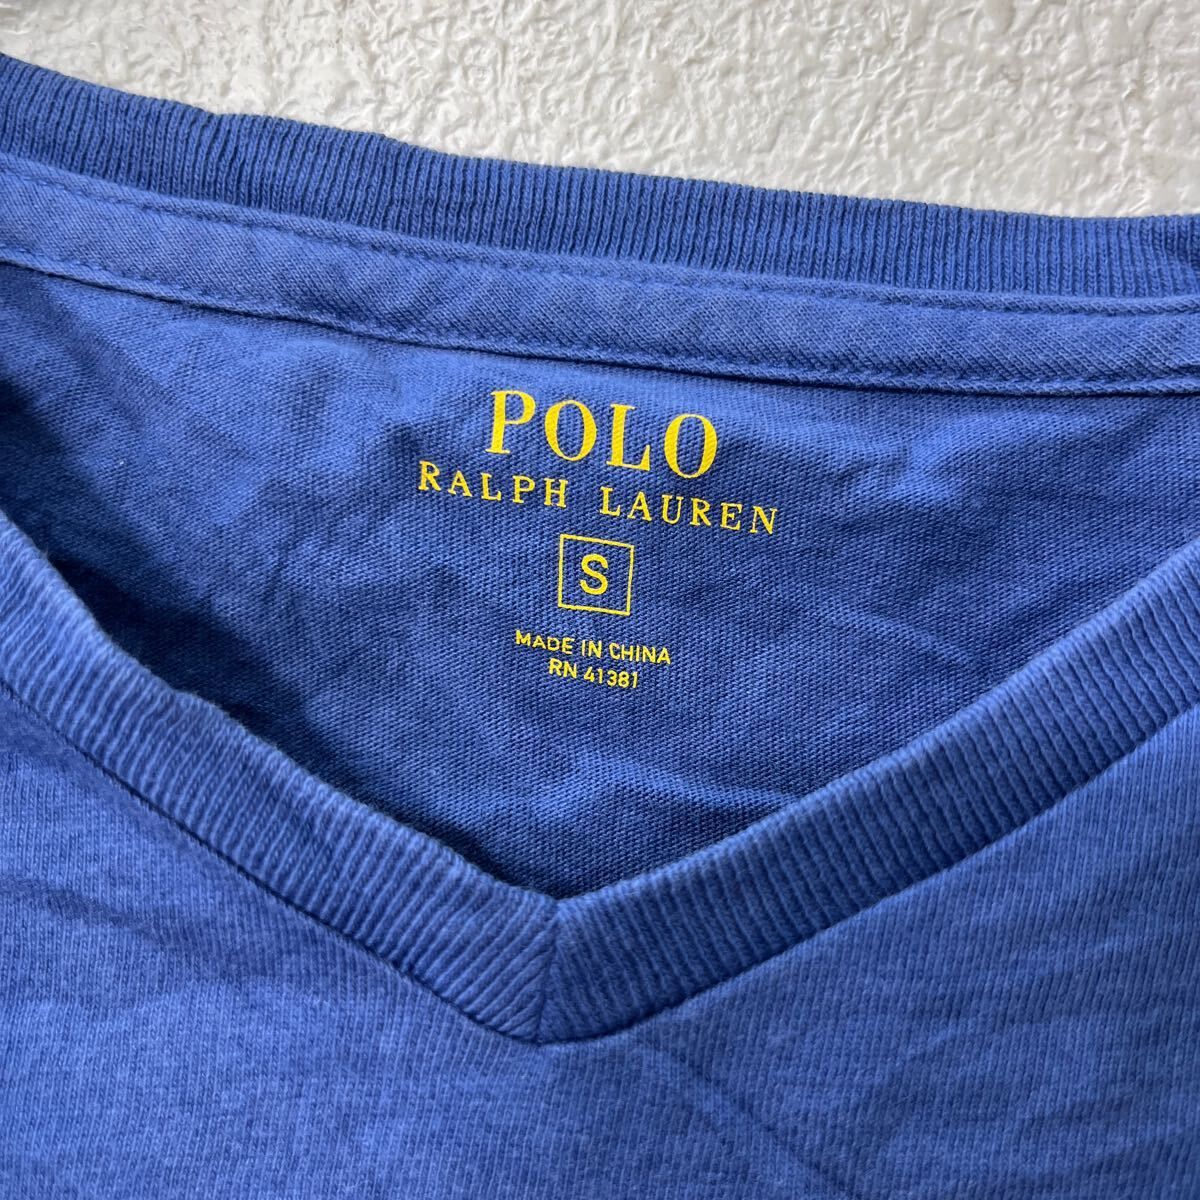 POLO
RALPH LAUREN
S
MADE IN CHINA
RN 41381